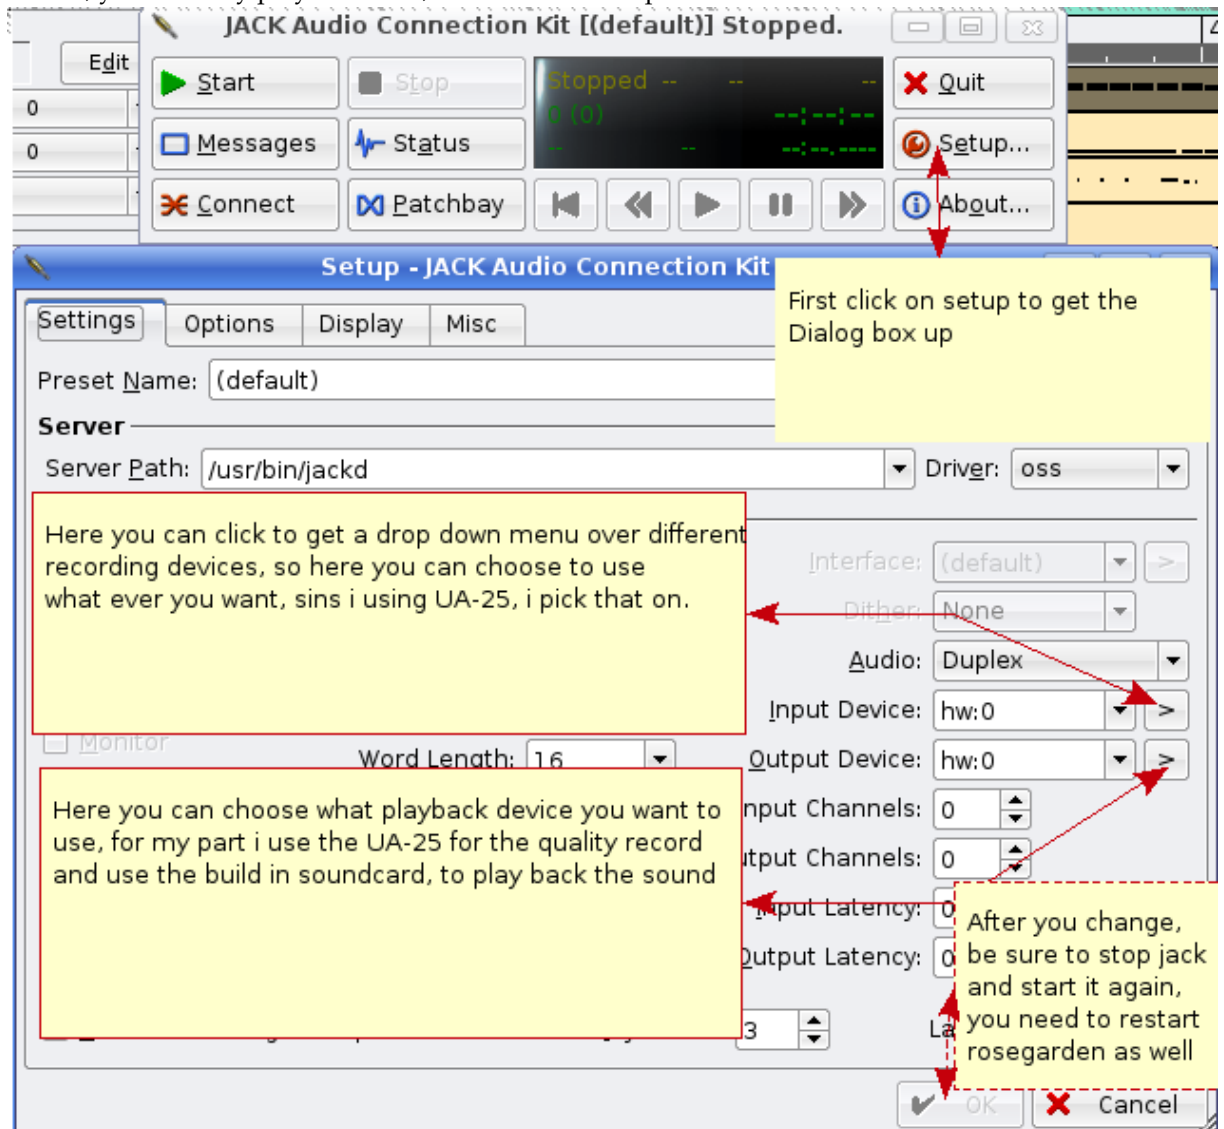 JACK Audio Connection Kit [(default)] Stopped.
Edit
Start
Stop
Stopped -- -- --
Quit
0
0 (0) --:--:--
0
Messages
Status
-- -- --:--.----
Setup...
Connect
Patchbay
About...
Setup - JACK Audio Connection Kit
First click on setup to get the
Dialog box up
Settings
Options
Display
Misc
Preset Name: (default)
Server
Server Path: /usr/bin/jackd
Driver: oss
Here you can click to get a drop down menu over different
recording devices, so here you can choose to use
what ever you want, sins i using UA-25, i pick that on.
Interface: (default) >
Dither: None
Audio: Duplex
Input Device: hw:0 >
Monitor
Word Length: 16
Output Device: hw:0 >
Here you can choose what playback device you want to
use, for my part i use the UA-25 for the quality record
and use the build in soundcard, to play back the sound
nput Channels: 0
utput Channels: 0
Input Latency: 0
Output Latency: 0
After you change,
be sure to stop jack
and start it again,
you need to restart
rosegarden as well
3
La
OK
Cancel